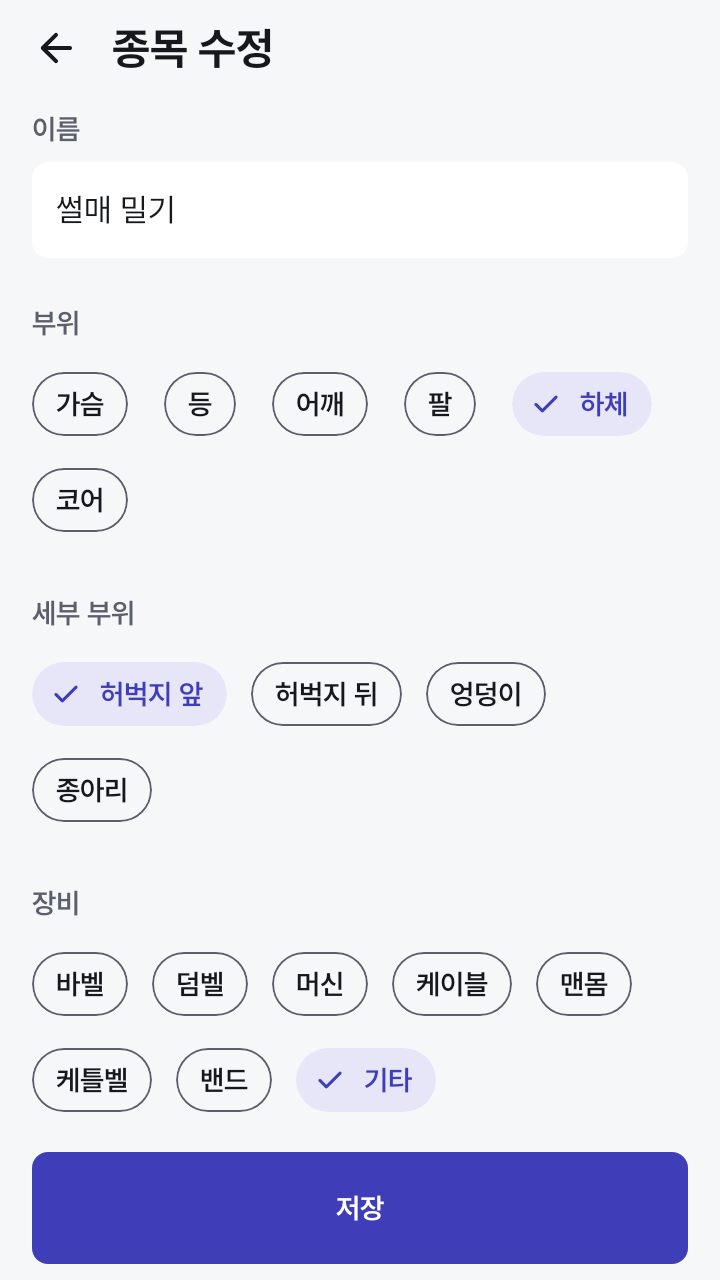 종목 수정
이름
썰매 밀기
부위
가슴 등 어깨 팔 하체
코어
세부 부위
허벅지 앞 허벅지 뒤 엉덩이
종아리
장비
바벨 덤벨 머신 케이블 맨몸
케틀벨 밴드 기타
저장